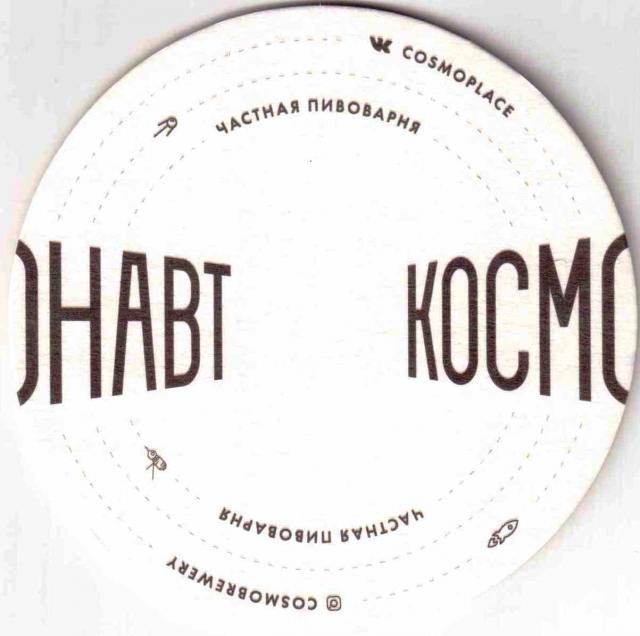 COSMOPLACE
ЧАСТНАЯ ПИВОВАРНЯ
ОНАВТ
КОСМО
ЧАСТНАЯ ПИВОВАРНЯ
COSMOBREWERY